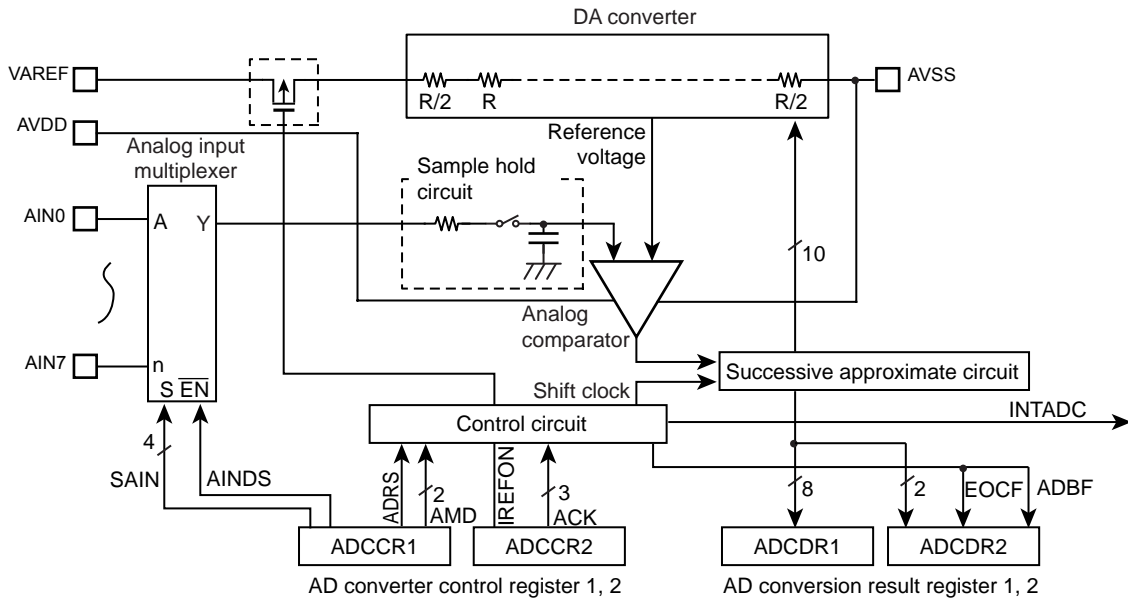 DA converter
VAREF
AVSS
R/2
R
R/2
AVDD
Analog input
multiplexer
Reference
voltage
Sample hold
circuit
AIN0
A
Y
10
Analog
comparator
AIN7
n
S EN
Shift clock
Successive approximate circuit
INTADC
Control circuit
4
SAIN
AINDS
ADRS
2
AMD
IREFON
3
ACK
8
2
EOCF
ADBF
ADCCR1
ADCCR2
ADCDR1
ADCDR2
AD converter control register 1, 2
AD conversion result register 1, 2